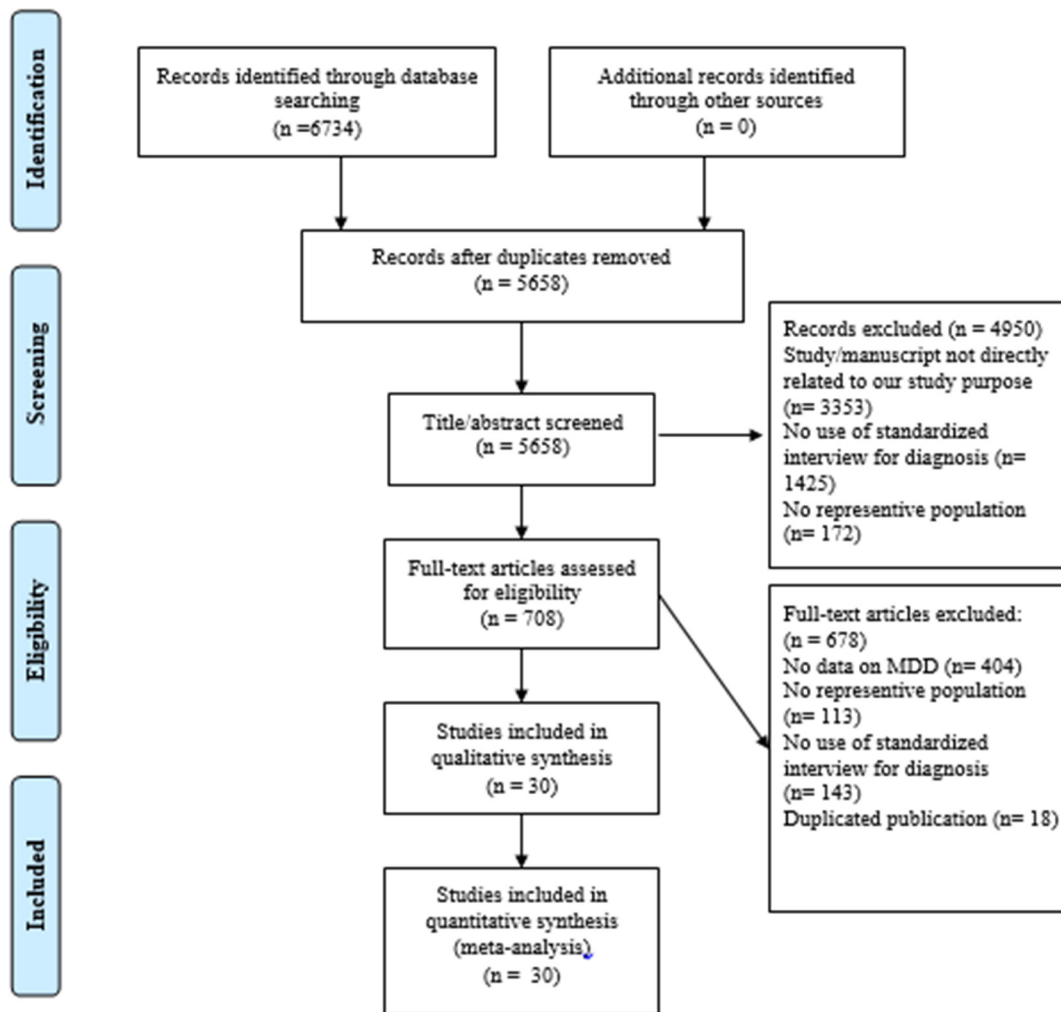 Identification
Records identified through database
searching
(n =6734)
Additional records identified
through other sources
(n = 0)
Records after duplicates removed
(n = 5658)
Screening
Title/abstract screened
(n = 5658)
Records excluded (n = 4950)
Study/manuscript not directly
related to our study purpose
(n= 3353)
No use of standardized
interview for diagnosis (n=
1425)
No representive population
(n= 172)
Eligibility
Full-text articles assessed
for eligibility
(n = 708)
Full-text articles excluded:
(n = 678)
No data on MDD (n= 404)
No representive population
(n= 113)
No use of standardized
interview for diagnosis
(n= 143)
Duplicated publication (n= 18)
Studies included in
qualitative synthesis
(n = 30)
Included
Studies included in
quantitative synthesis
(meta-analysis)
(n = 30)